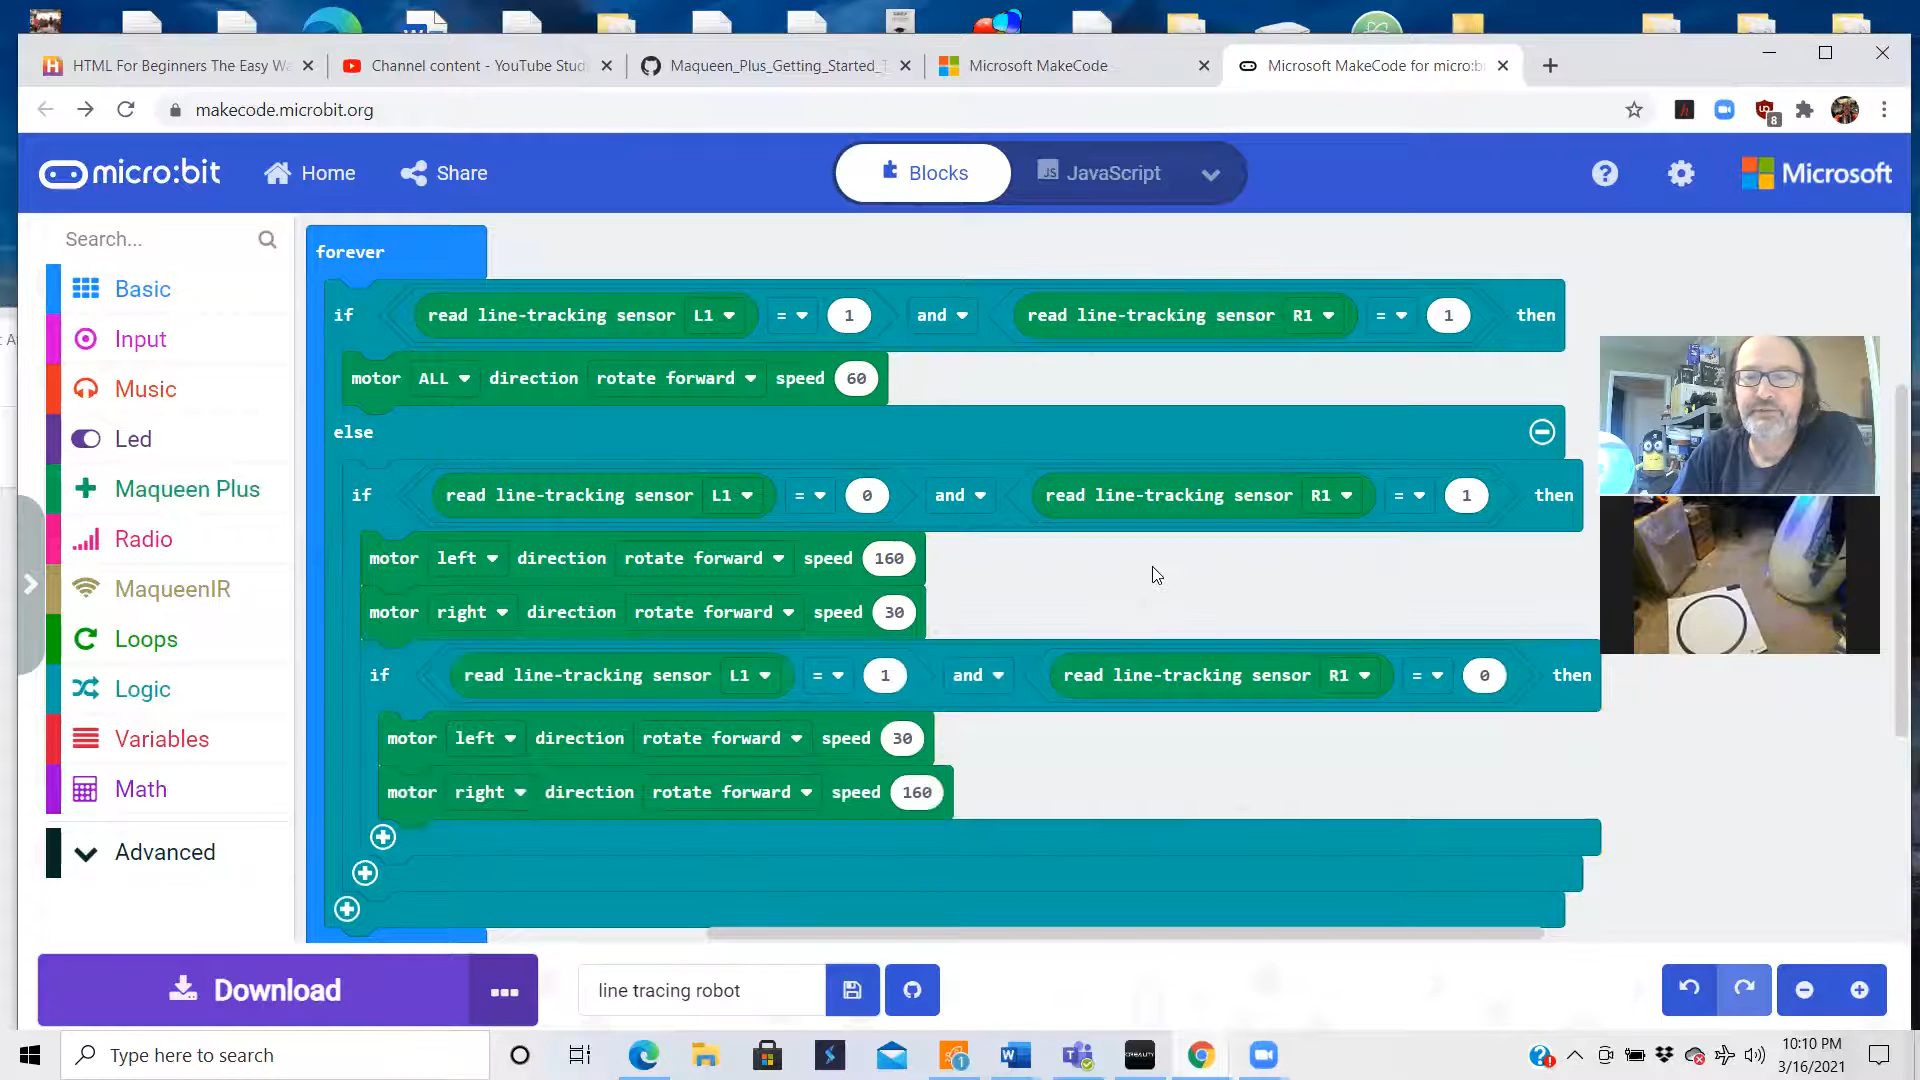 HTML For Beginners The Easy Wa
Channel content - YouTube Stud
Maqueen_Plus_Getting_Started_T
Microsoft MakeCode
Microsoft MakeCode for micro:b
makecode.microbit.org
8
micro:bit
Home
Share
Blocks
JS JavaScript
?
Microsoft
Search...
Basic
Input
Music
Led
Maqueen Plus
Radio
MaqueenIR
Loops
Logic
Variables
Math
Advanced
forever
if read line-tracking sensor L1 = 1 and read line-tracking sensor R1 = 1 then
motor ALL direction rotate forward speed 60
else
if read line-tracking sensor L1 = 0 and read line-tracking sensor R1 = 1 then
motor left direction rotate forward speed 160
motor right direction rotate forward speed 30
if read line-tracking sensor L1 = 1 and read line-tracking sensor R1 = 0 then
motor left direction rotate forward speed 30
motor right direction rotate forward speed 160
Download
...
line tracing robot
Type here to search
10:10 PM
3/16/2021